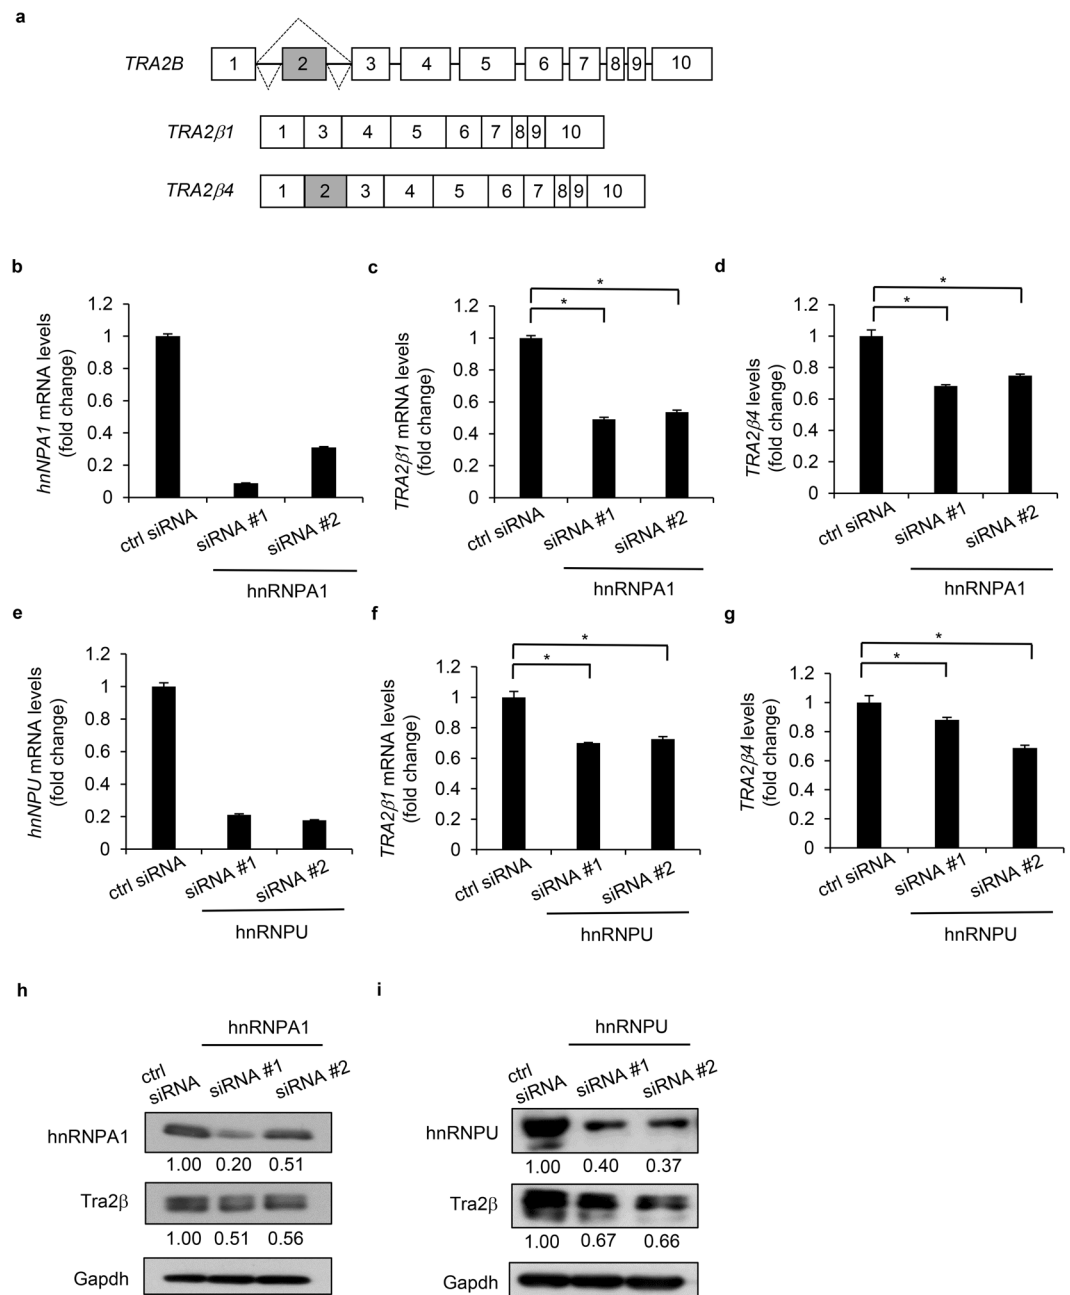 a
TRA2B 1 2 3 4 5 6 7 8 9 10
TRA2β1 1 3 4 5 6 7 8 9 10
TRA2β4 1 2 3 4 5 6 7 8 9 10
b
hnNPA1 mRNA levels
(fold change)
1.2
1
0.8
0.6
0.4
0.2
0
ctrl siRNA
siRNA #1
siRNA #2
hnRNPA1
c
TRA2β1 mRNA levels
(fold change)
1.2
1
0.8
0.6
0.4
0.2
0
*
*
ctrl siRNA
siRNA #1
siRNA #2
hnRNPA1
d
TRA2β4 levels
(fold change)
1.2
1
0.8
0.6
0.4
0.2
0
*
*
ctrl siRNA
siRNA #1
siRNA #2
hnRNPA1
e
hnNPU mRNA levels
(fold change)
1.2
1
0.8
0.6
0.4
0.2
0
ctrl siRNA
siRNA #1
siRNA #2
hnRNPU
f
TRA2β1 mRNA levels
(fold change)
1.2
1
0.8
0.6
0.4
0.2
0
*
*
ctrl siRNA
siRNA #1
siRNA #2
hnRNPU
g
TRA2β4 levels
(fold change)
1.2
1
0.8
0.6
0.4
0.2
0
*
*
ctrl siRNA
siRNA #1
siRNA #2
hnRNPU
h
hnRNPA1
ctrl
siRNA
siRNA #1
siRNA #2
hnRNPA1
1.00 0.20 0.51
Tra2β
1.00 0.51 0.56
Gapdh
i
hnRNPU
ctrl
siRNA
siRNA #1
siRNA #2
hnRNPU
1.00 0.40 0.37
Tra2β
1.00 0.67 0.66
Gapdh